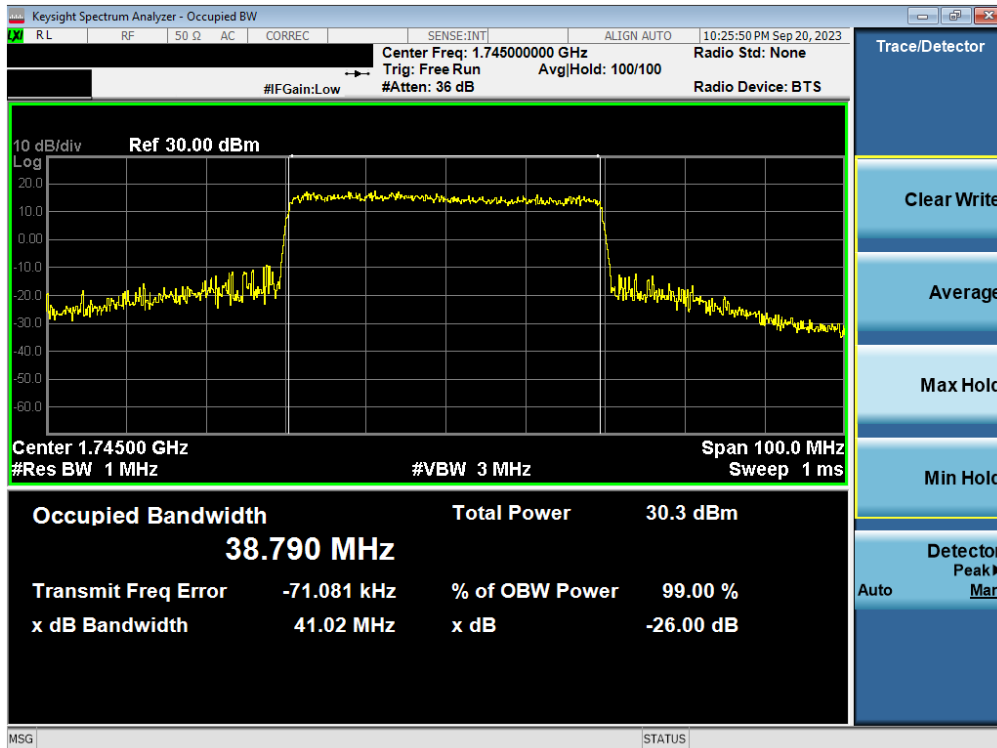 Keysight Spectrum Analyzer - Occupied BW
LXI RL RF 50 Ω AC CORREC SENSE:INT ALIGN AUTO 10:25:50 PM Sep 20, 2023
Center Freq: 1.745000000 GHz Radio Std: None
Trig: Free Run Avg|Hold: 100/100
#IFGain:Low #Atten: 36 dB Radio Device: BTS
Trace/Detector
10 dB/div Ref 30.00 dBm
Log
20.0
10.0
0.00
-10.0
-20.0
-30.0
-40.0
-50.0
-60.0
Center 1.74500 GHz Span 100.0 MHz
#Res BW 1 MHz #VBW 3 MHz Sweep 1 ms
Occupied Bandwidth Total Power 30.3 dBm
38.790 MHz
Transmit Freq Error -71.081 kHz % of OBW Power 99.00 %
x dB Bandwidth 41.02 MHz x dB -26.00 dB
Clear Write
Average
Max Hold
Min Hold
Detector
Peak
Auto Man
MSG STATUS